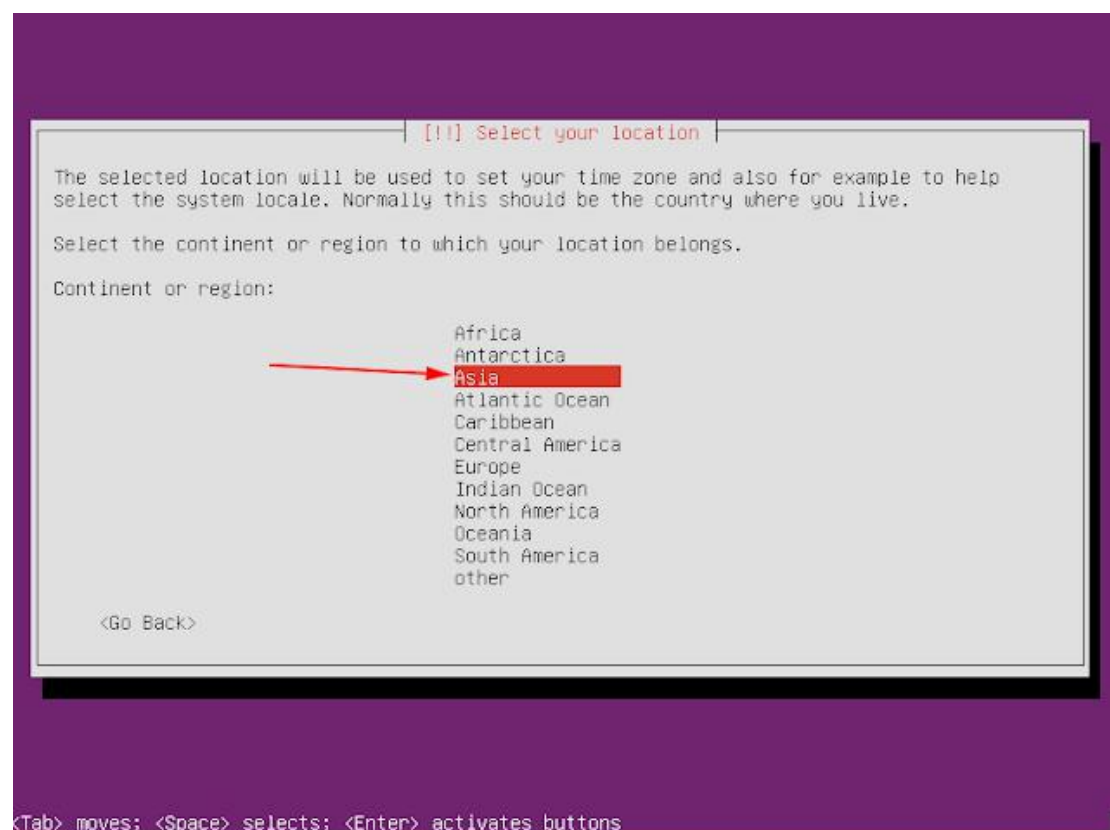 [!!] Select your location
The selected location will be used to set your time zone and also for example to help
select the system locale. Normally this should be the country where you live.
Select the continent or region to which your location belongs.
Continent or region:
Africa
Antarctica
Asia
Atlantic Ocean
Caribbean
Central America
Europe
Indian Ocean
North America
Oceania
South America
other
<Go Back>
<Tab> moves; <Space> selects; <Enter> activates buttons